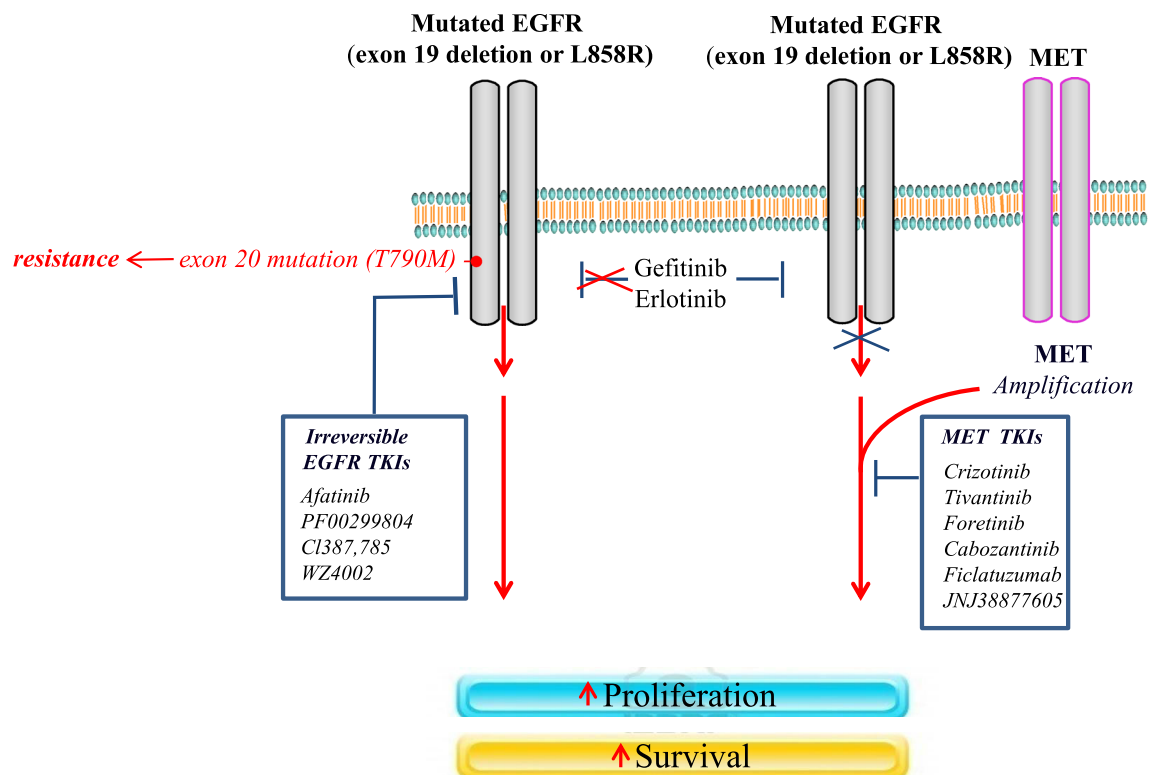 Mutated EGFR
(exon 19 deletion or L858R)
Mutated EGFR
(exon 19 deletion or L858R)
MET
resistance
exon 20 mutation (T790M)
Gefitinib
Erlotinib
MET
Amplification
Irreversible
EGFR TKIs
Afatinib
PF00299804
Cl387,785
WZ4002
MET TKIs
Crizotinib
Tivantinib
Foretinib
Cabozantinib
Ficlatuzumab
JNJ38877605
Proliferation
Survival